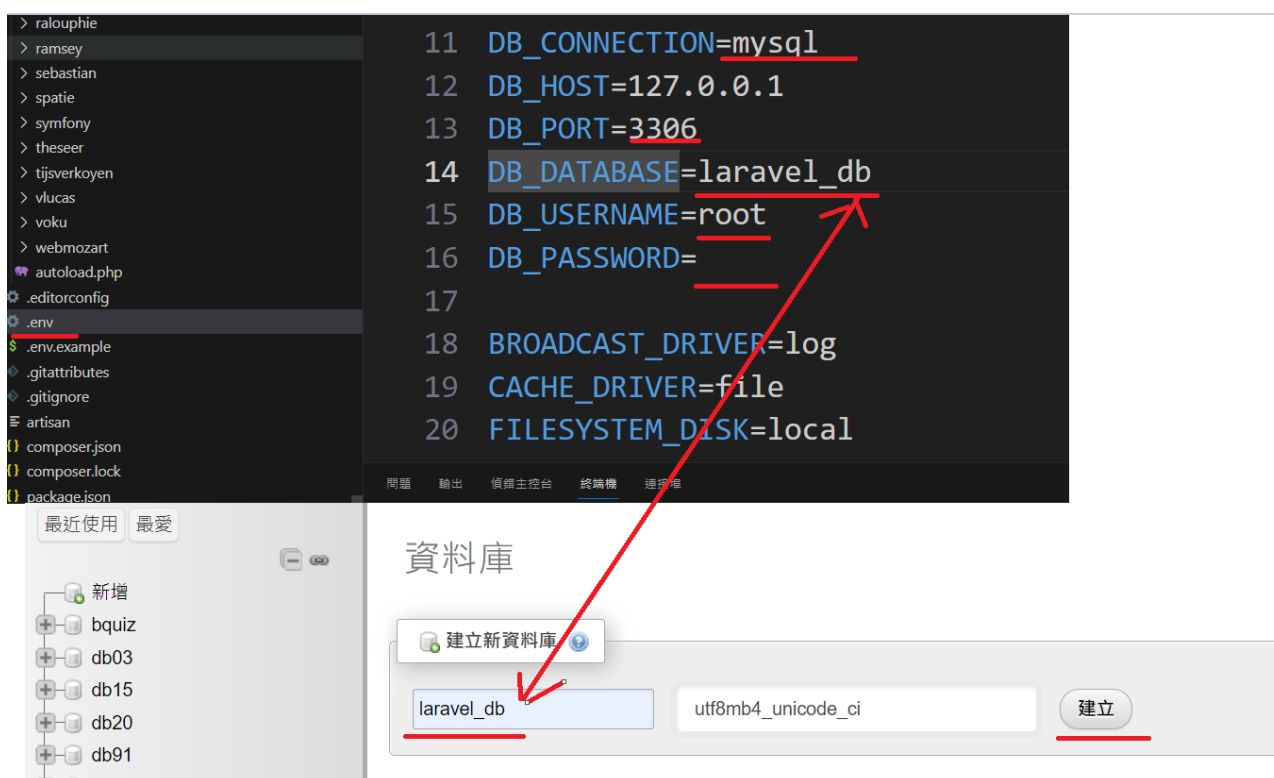 ralouphie
ramsey
sebastian
spatie
symfony
theseer
tijsverkoyen
vlucas
voku
webmozart
autoload.php
.editorconfig
.env
.env.example
.gitattributes
.gitignore
artisan
composer.json
composer.lock
package.json
11 DB_CONNECTION=mysql
12 DB_HOST=127.0.0.1
13 DB_PORT=3306
14 DB_DATABASE=laravel_db
15 DB_USERNAME=root
16 DB_PASSWORD=
17
18 BROADCAST_DRIVER=log
19 CACHE_DRIVER=file
20 FILESYSTEM_DISK=local
問題 輸出 偵錯主控台 終端機 連接埠
最近使用 最愛
新增
bquiz
db03
db15
db20
db91
資料庫
建立新資料庫
laravel_db utf8mb4_unicode_ci 建立